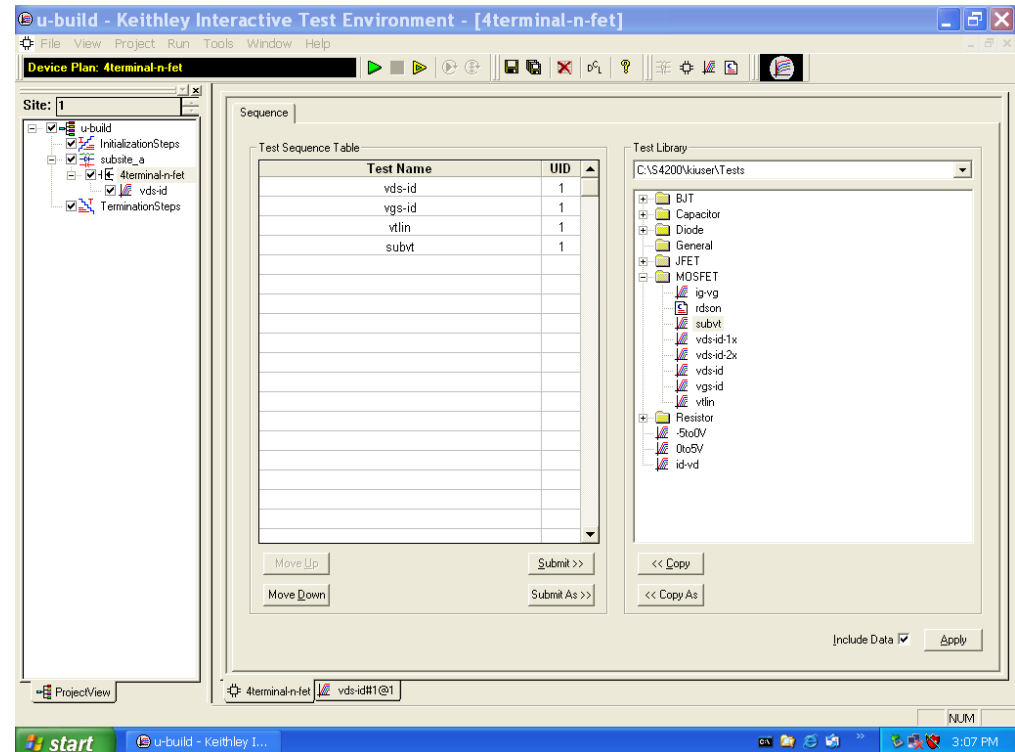 u-build - Keithley Interactive Test Environment - [4terminal-n-fet]
File View Project Run Tools Window Help
Device Plan: 4terminal-n-fet
Site: 1
u-build
InitializationSteps
subsite_a
4terminal-n-fet
vds-id
TerminationSteps
ProjectView
Sequence
Test Sequence Table
Test Name UID
vds-id 1
vgs-id 1
vtlin 1
subvt 1
Move Up
Submit >>
Move Down
Submit As >>
Test Library
C:\S4200\kiuser\Tests
BJT
Capacitor
Diode
General
JFET
MOSFET
ig-vg
rdson
subvt
vds-id-1x
vds-id-2x
vds-id
vgs-id
vtlin
Resistor
-5to0V
0to5V
id-vd
<< Copy
<< Copy As
Include Data
Apply
4terminal-n-fet vds-id#1@1
NUM
start u-build - Keithley I... 3:07 PM